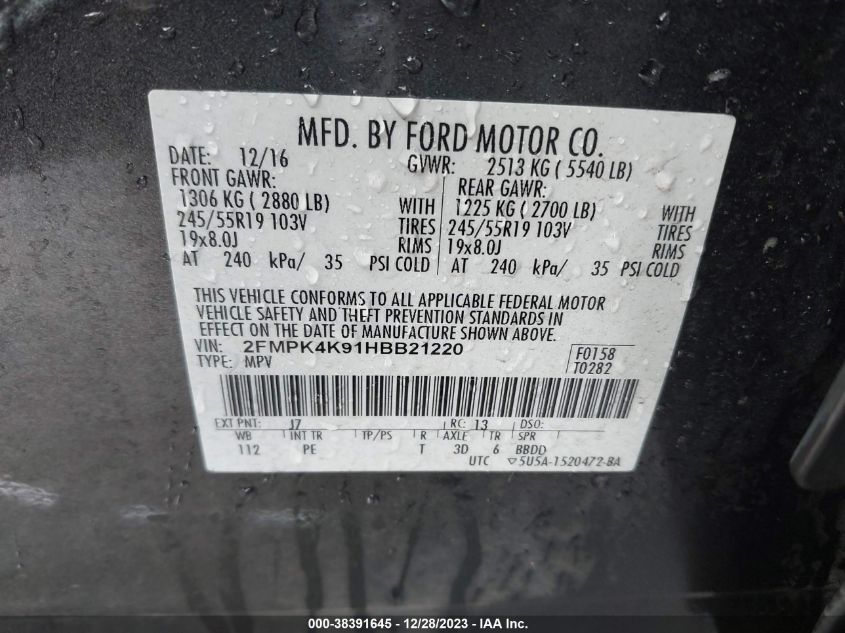 MFD. BY FORD MOTOR CO.
DATE: 12/16 GVWR: 2513 KG ( 5540 LB)
FRONT GAWR: REAR GAWR:
1306 KG ( 2880 LB) WITH 1225 KG ( 2700 LB) WITH
245/55R19 103V TIRES 245/55R19 103V TIRES
19x8.0J RIMS 19x8.0J RIMS
AT 240 kPa/ 35 PSI COLD AT 240 kPa/ 35 PSI COLD
THIS VEHICLE CONFORMS TO ALL APPLICABLE FEDERAL MOTOR
VEHICLE SAFETY AND THEFT PREVENTION STANDARDS IN
EFFECT ON THE DATE OF MANUFACTURE SHOWN ABOVE.
VIN: 2FMPK4K91HBB21220 F0158
TYPE: MPV T0282
EXT PNT: J7 RC: 13 DSO:
WB INT TR TP/PS R AXLE TR SPR
112 PE T 3D 6 BBDD
UTC ▽5U5A-1520472-BA
000-38391645 - 12/28/2023 - IAA Inc.